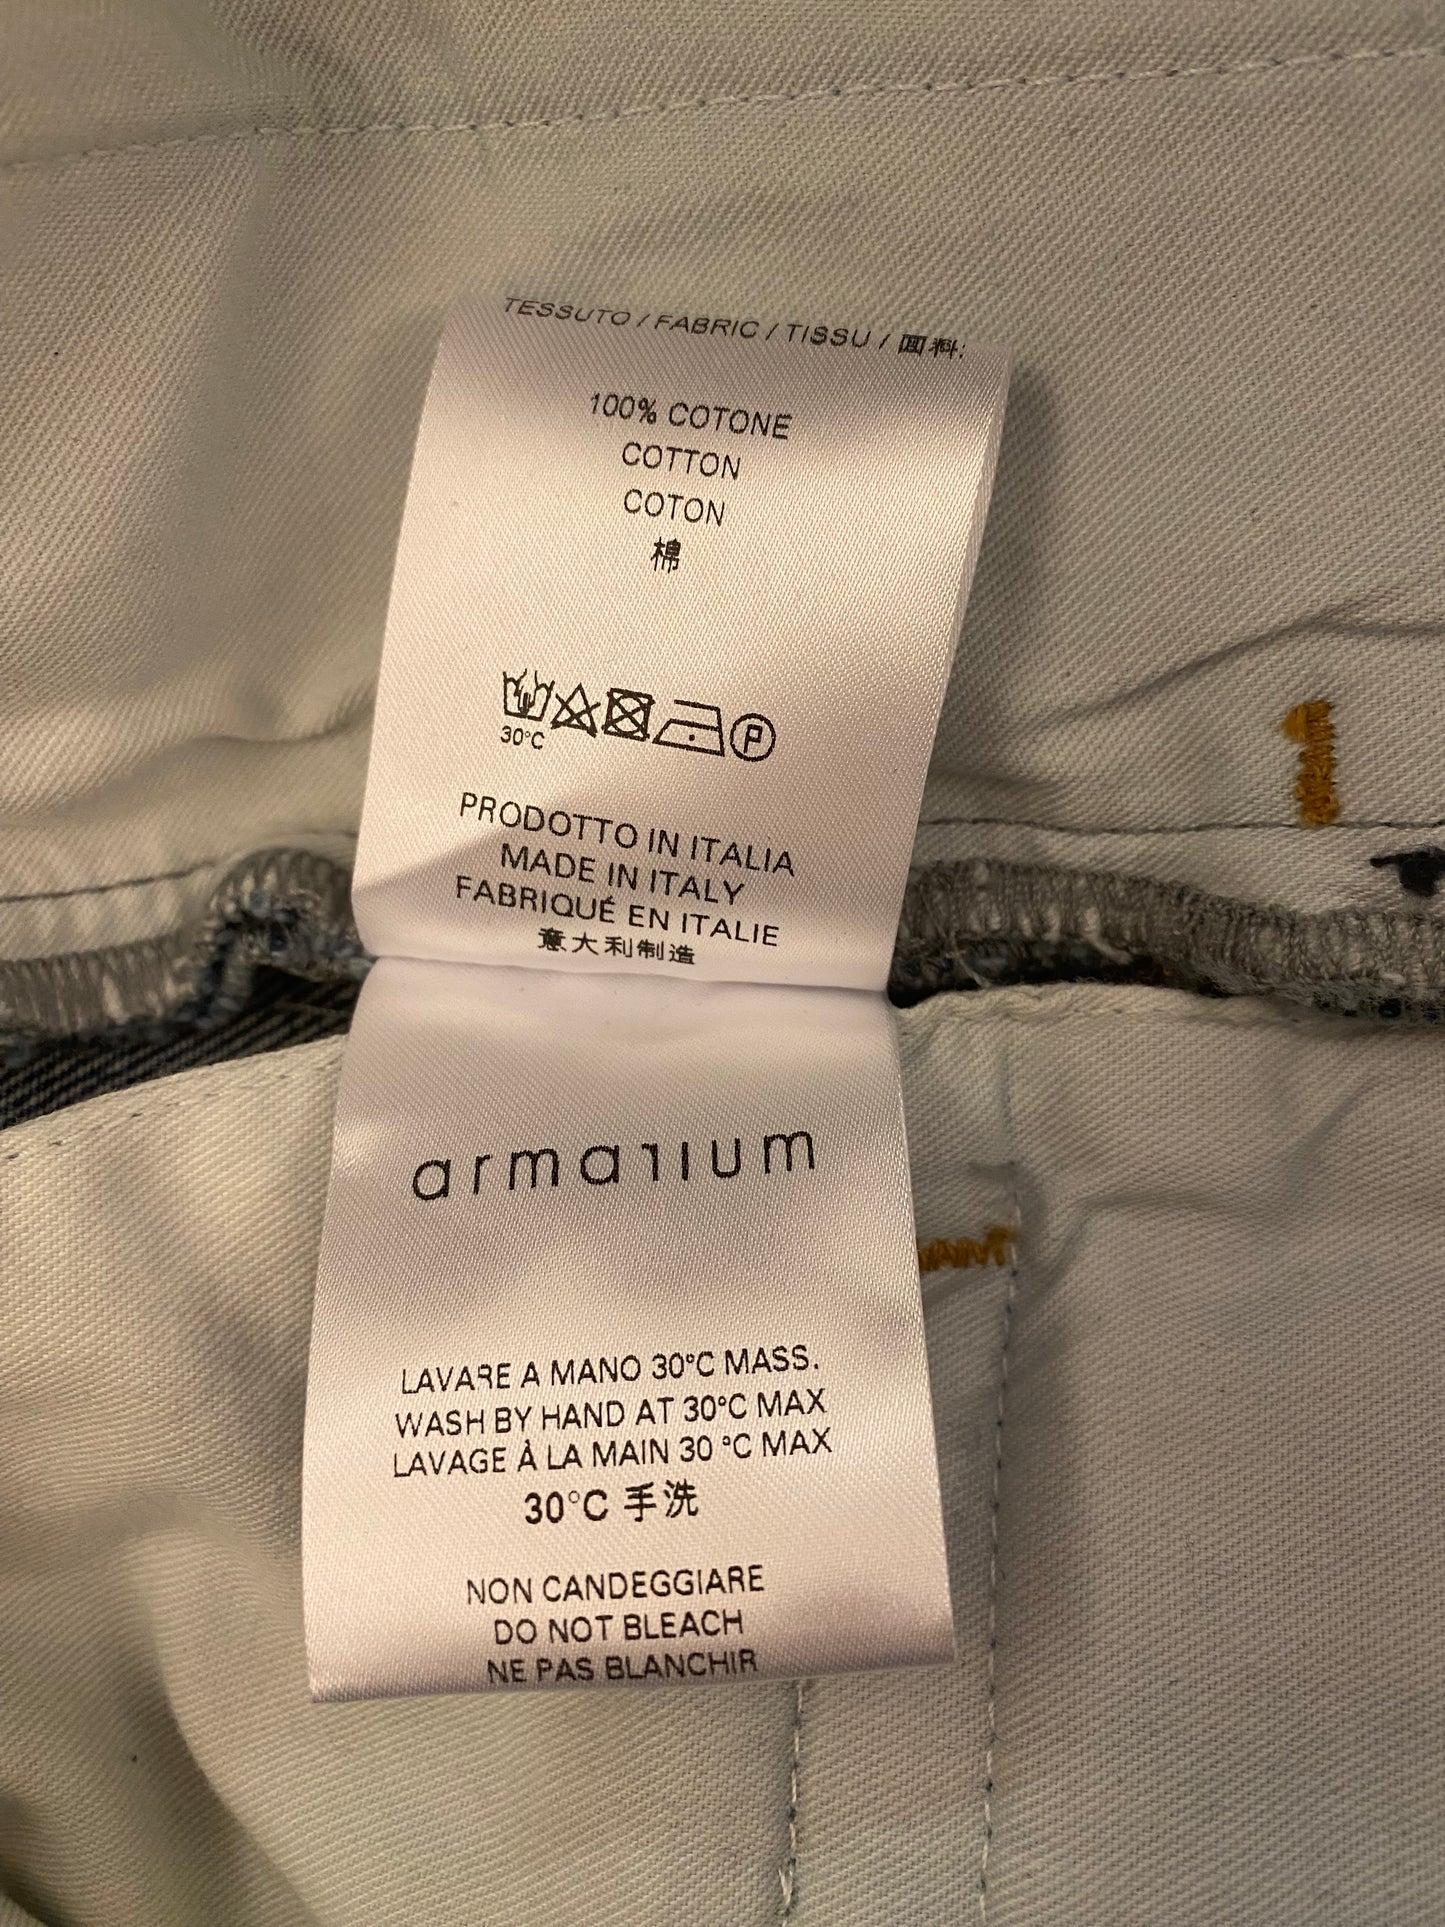 TESSUTO / FABRIC / TISSU / 面料:
100% COTONE
COTTON
COTON
棉
30°C
P
PRODOTTO IN ITALIA
MADE IN ITALY
FABRIQUÉ EN ITALIE
意大利制造
armarium
LAVARE A MANO 30°C MASS.
WASH BY HAND AT 30°C MAX
LAVAGE À LA MAIN 30 °C MAX
30°C 手洗
NON CANDEGGIARE
DO NOT BLEACH
NE PAS BLANCHIR